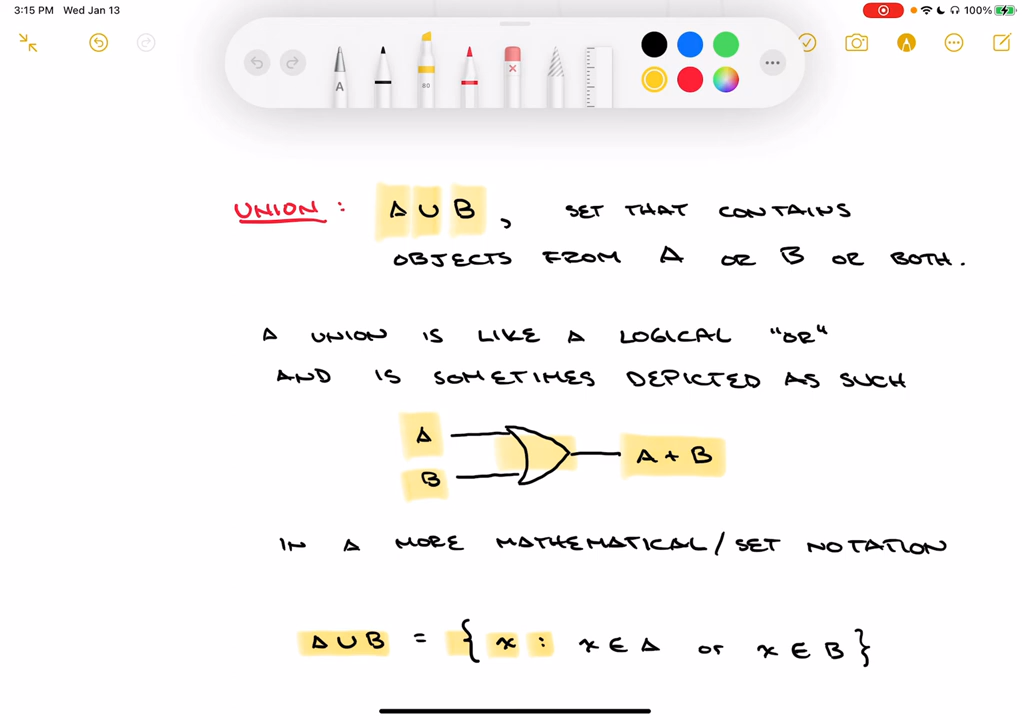 3:15 PM Wed Jan 13 100%
A
80
UNION: A ∪ B, SET THAT CONTAINS
OBJECTS FROM A OR B OR BOTH.
A UNION IS LIKE A LOGICAL "OR"
AND IS SOMETIMES DEPICTED AS SUCH
A
B
A + B
IN A MORE MATHEMATICAL/SET NOTATION
A ∪ B = { x : x ∈ A or x ∈ B }